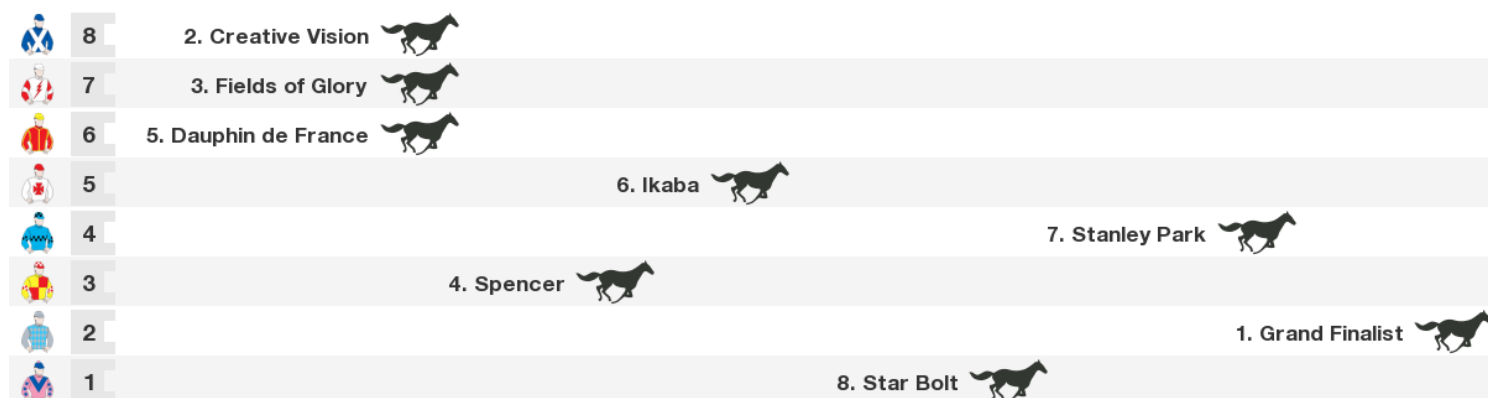 8 2. Creative Vision
7 3. Fields of Glory
6 5. Dauphin de France
5 6. Ikaba
4 7. Stanley Park
3 4. Spencer
2 1. Grand Finalist
1 8. Star Bolt